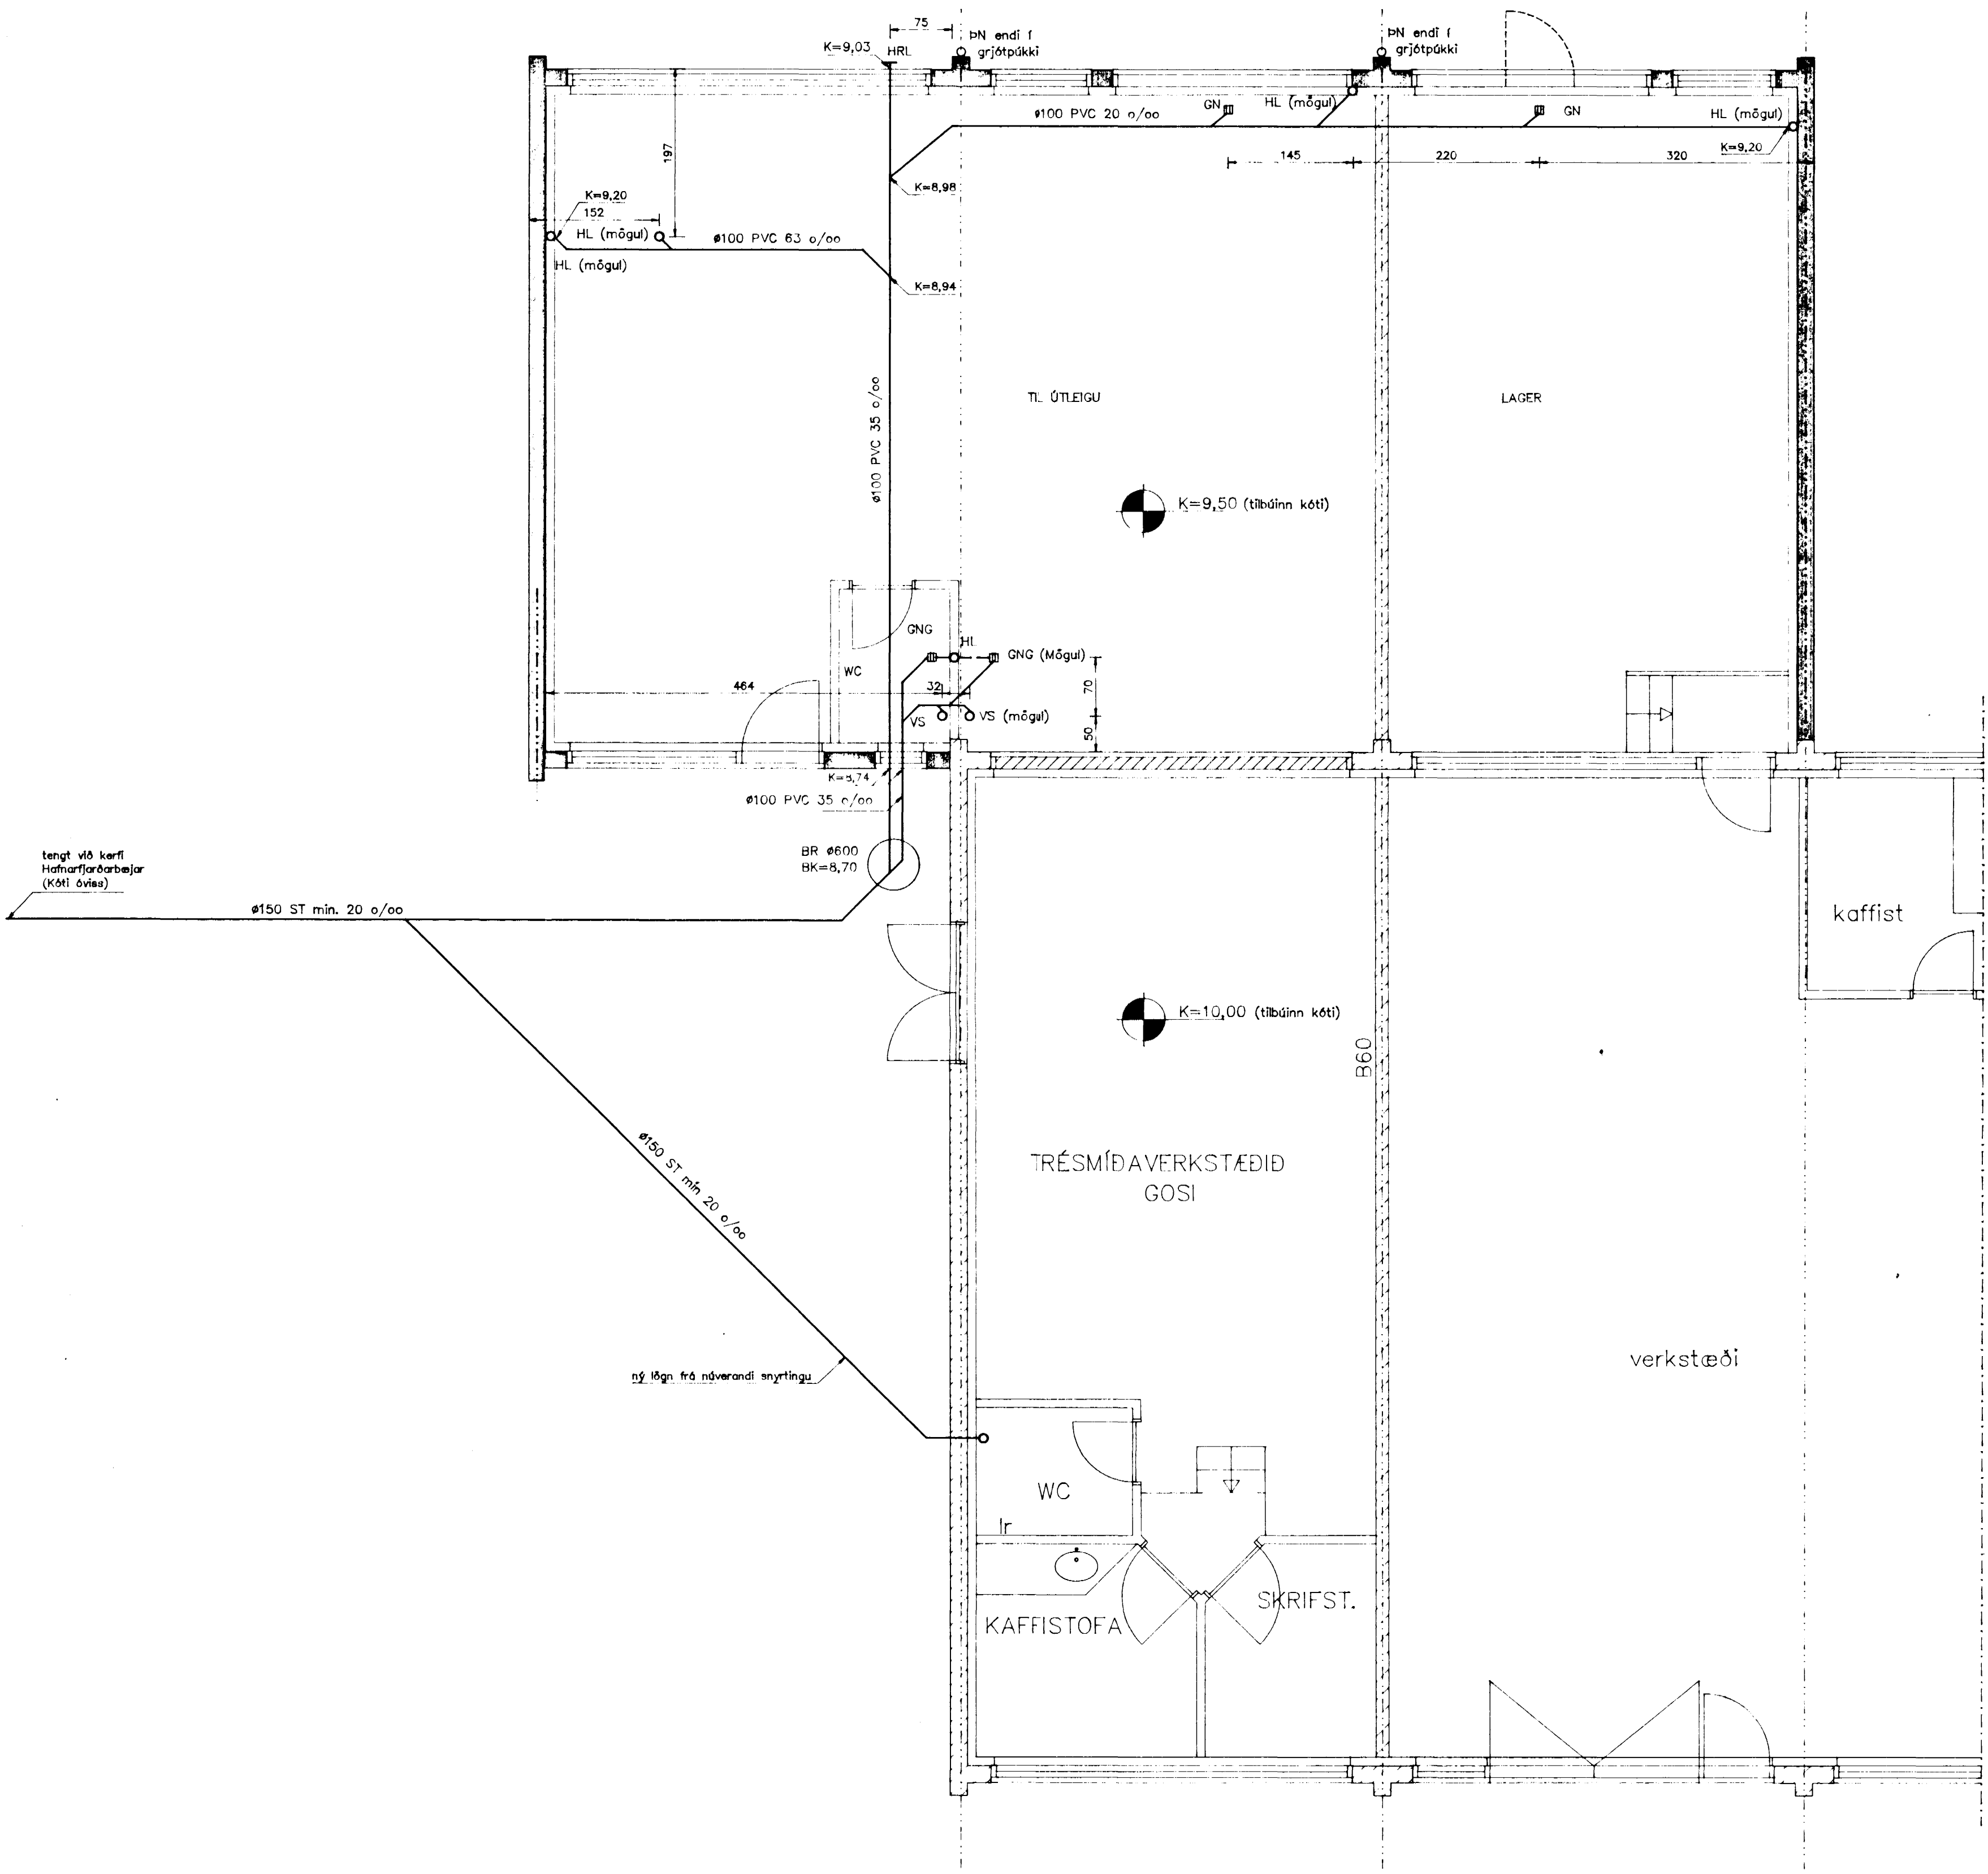 75
ÞN endi í
grjótpúkki
ÞN endi í
grjótpúkki
K=9,03
HRL
GN
HL (mögul)
GN
HL (mögul)
ø100 PVC 20 o/oo
K=9,20
197
145
220
320
K=8,98
K=9,20
152
HL (mögul)
ø100 PVC 63 o/oo
HL (mögul)
K=8,94
ø100 PVC 35 o/oo
TIL ÚTLEIGU
LAGER
K=9,50 (tilbúinn kóti)
GNG
HL
GNG (Mögul)
WC
464
32
70
VS
VS (mögul)
50
K=8,74
ø100 PVC 35 o/oo
BR ø600
BK=8,70
tengt við kerfi
Hafnarfjarðarbæjar
(Kóti óviss)
ø150 ST min. 20 o/oo
kaffist
K=10,00 (tilbúinn kóti)
B60
ø150 ST min 20 o/oo
TRÉSMÍÐAVERKSTÆÐIÐ
GOSI
verkstæði
ný lögn frá núverandi snyrtingu
WC
Ir
SKRIFST.
KAFFISTOFA